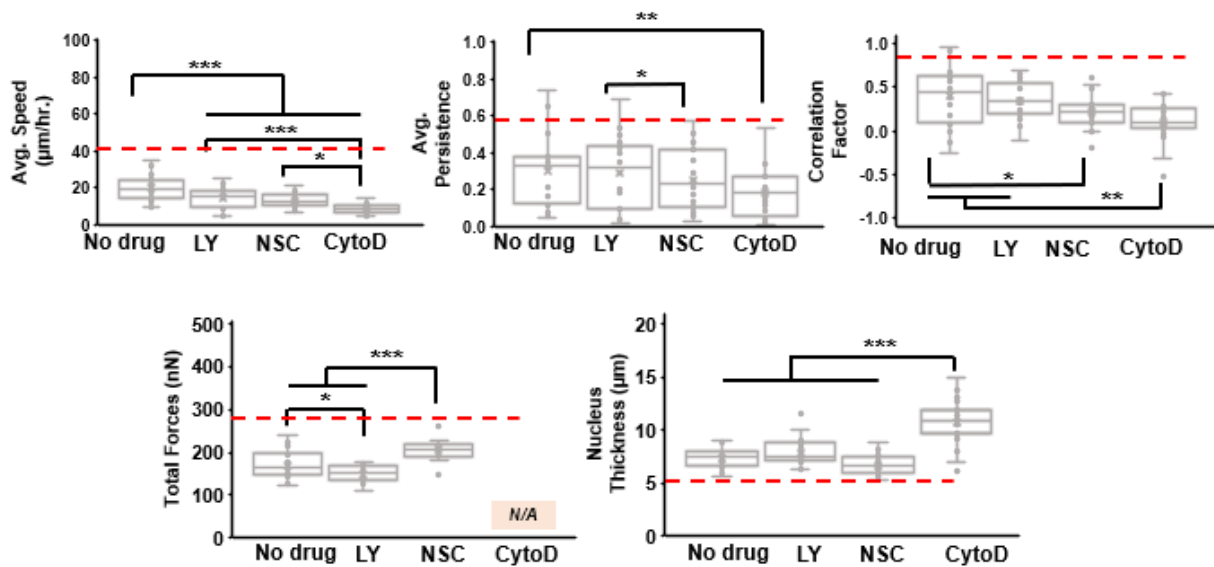 Avg. Speed
(μm/hr.)
100
80
60
40
20
0
***
***
*
No drug LY NSC CytoD
Avg.
Persistence
1.0
0.8
0.6
0.4
0.2
0.0
**
*
No drug LY NSC CytoD
Correlation
Factor
1.0
0.5
0.0
-0.5
-1.0
*
**
No drug LY NSC CytoD
Total Forces (nN)
500
400
300
200
100
0
***
*
N/A
No drug LY NSC CytoD
Nucleus
Thickness (μm)
20
15
10
5
0
***
No drug LY NSC CytoD